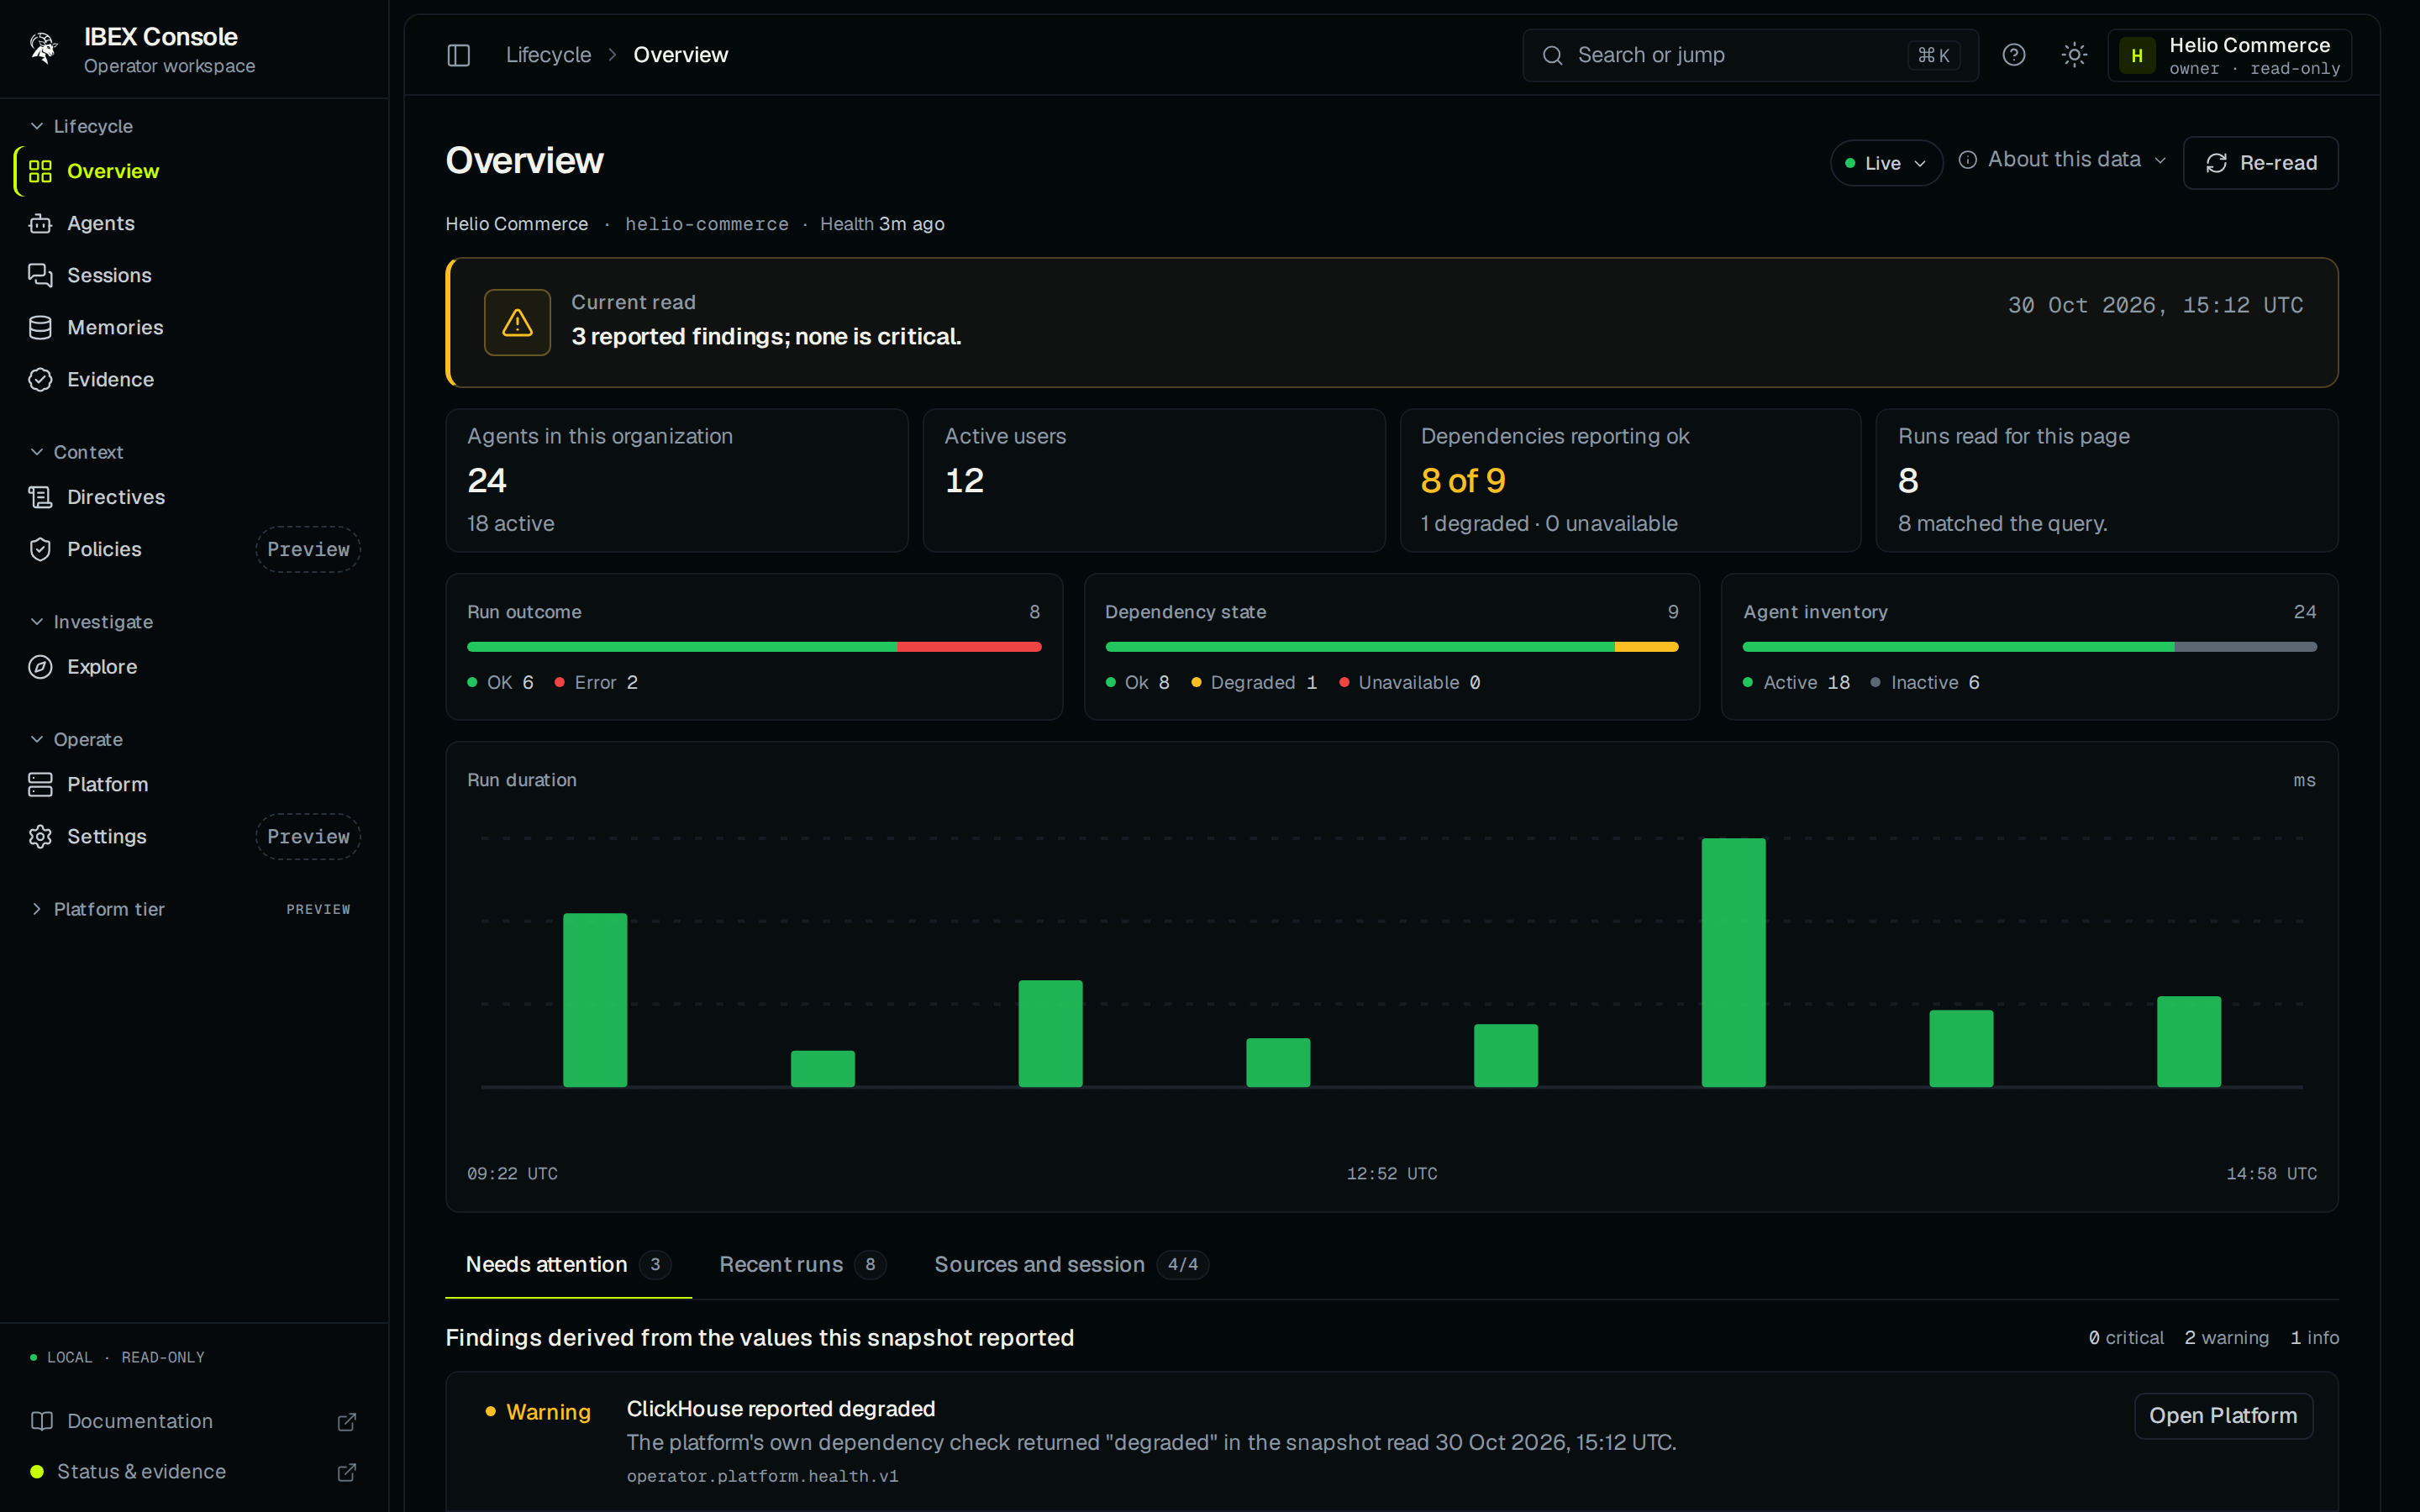 IBEX Console
Operator workspace
Lifecycle
Overview
Agents
Sessions
Memories
Evidence
Context
Directives
Policies Preview
Investigate
Explore
Operate
Platform
Settings Preview
Platform tier PREVIEW
LOCAL · READ-ONLY
Documentation
Status & evidence
Lifecycle > Overview
Search or jump ⌘K
H
Helio Commerce
owner · read-only
Overview
Live
About this data
Re-read
Helio Commerce · helio-commerce · Health 3m ago
Current read
3 reported findings; none is critical.
30 Oct 2026, 15:12 UTC
Agents in this organization
24
18 active
Active users
12
Dependencies reporting ok
8 of 9
1 degraded · 0 unavailable
Runs read for this page
8
8 matched the query.
Run outcome 8
OK 6 Error 2
Dependency state 9
Ok 8 Degraded 1 Unavailable 0
Agent inventory 24
Active 18 Inactive 6
Run duration ms
09:22 UTC 12:52 UTC 14:58 UTC
Needs attention 3 Recent runs 8 Sources and session 4/4
Findings derived from the values this snapshot reported 0 critical 2 warning 1 info
Warning ClickHouse reported degraded Open Platform
The platform's own dependency check returned "degraded" in the snapshot read 30 Oct 2026, 15:12 UTC.
operator.platform.health.v1